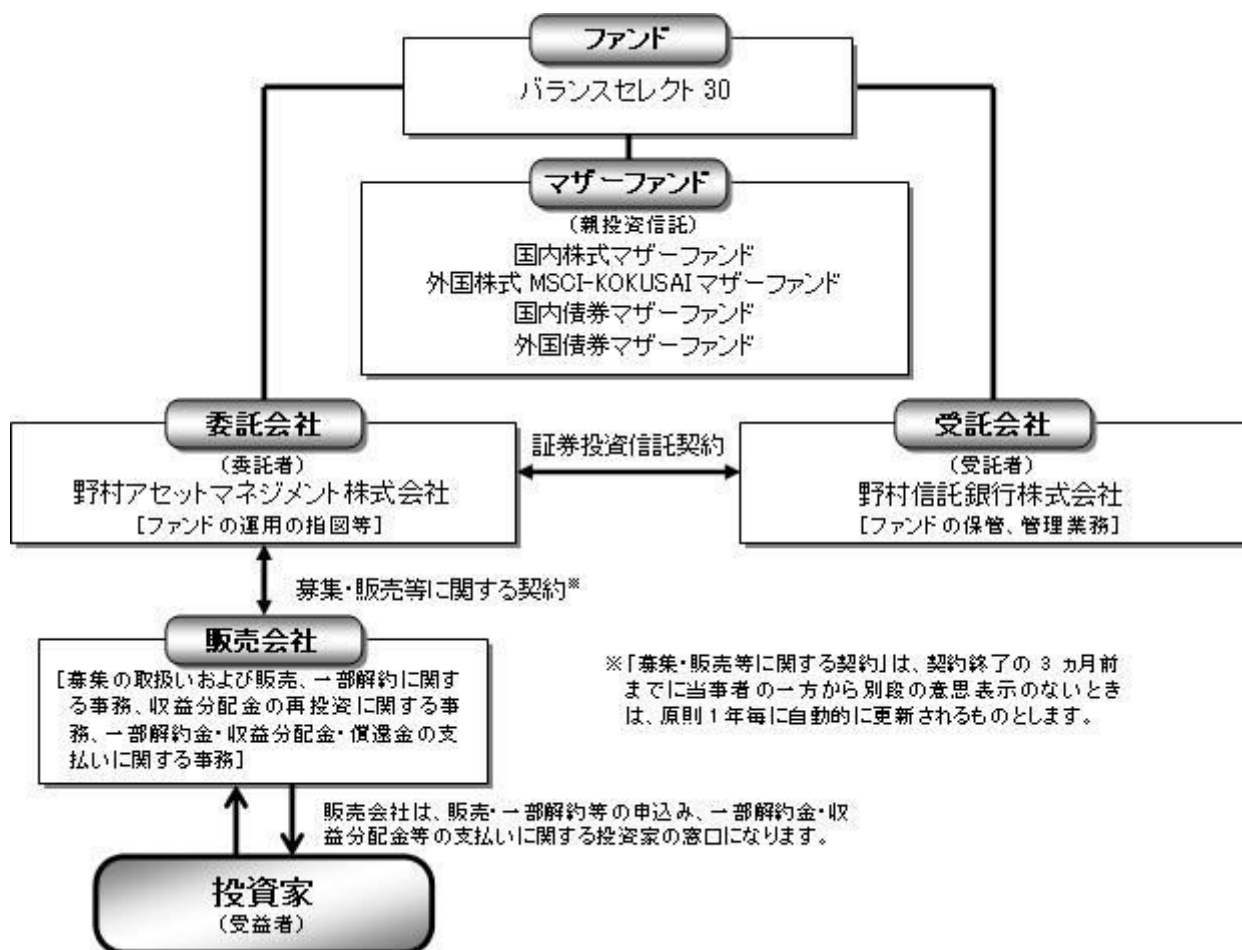 ファンド
バランスセレクト 30
マザーファンド
(親投資信託)
国内株式マザーファンド
外国株式 MSCI-KOKUSAI マザーファンド
国内債券マザーファンド
外国債券マザーファンド
委託会社
(委託者)
野村アセットマネジメント株式会社
[ファンドの運用の指図等]
証券投資信託契約
受託会社
(受託者)
野村信託銀行株式会社
[ファンドの保管、管理業務]
募集・販売等に関する契約※
販売会社
[募集の取扱いおよび販売、一部解約に関す
る事務、収益分配金の再投資に関する事
務、一部解約金・収益分配金・償還金の支
払いに関する事務]
※「募集・販売等に関する契約」は、契約終了の 3 ヵ月前
までに当事者の一方から別段の意思表示のないとき
は、原則 1 年毎に自動的に更新されるものとします。
販売会社は、販売・一部解約等の申込み、一部解約金・収
益分配金等の支払いに関する投資家の窓口になります。
投資家
(受益者)